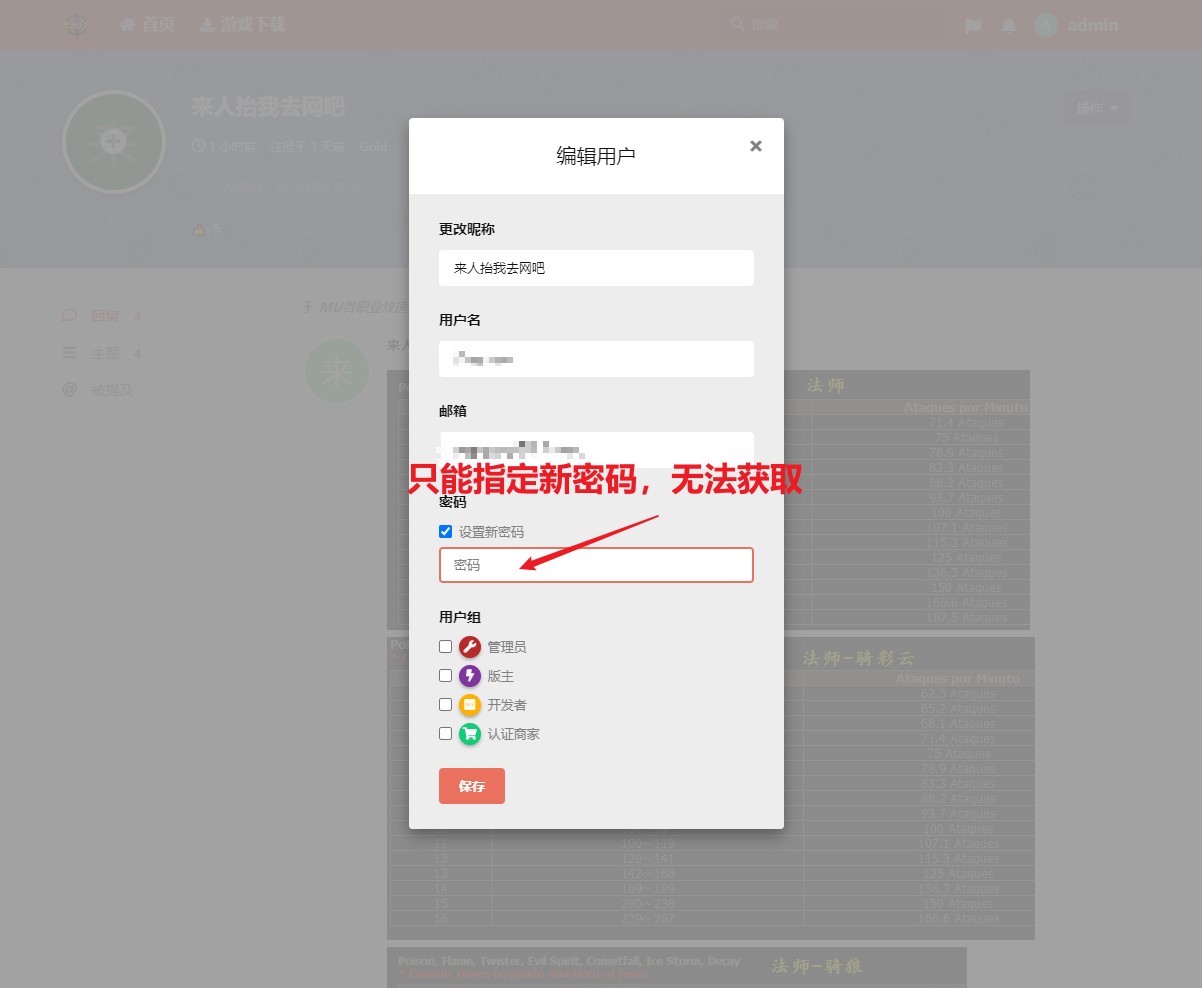 首页 游戏下载 搜索 admin
来人抬我去网吧
操作
1 小时前 注册于 1 天前 Gold
5
编辑用户
更改昵称
来人抬我去网吧
用户名
邮箱
只能指定新密码，无法获取
密码
设置新密码
密码
用户组
管理员
版主
开发者
认证商家
保存
回复 4
主题 4
被提及
于 MU各职业攻速
来人
来
法师
Ataques por Minuto
71.4 Ataques
75 Ataques
78.9 Ataques
83.3 Ataques
88.2 Ataques
93.7 Ataques
100 Ataques
107.1 Ataques
115.3 Ataques
125 Ataques
136.3 Ataques
150 Ataques
166.6 Ataques
187.5 Ataques
法师-骑彩云
Ataques por Minuto
62.5 Ataques
65.2 Ataques
68.1 Ataques
71.4 Ataques
75 Ataques
78.9 Ataques
83.3 Ataques
88.2 Ataques
93.7 Ataques
100 Ataques
11 100~119 107.1 Ataques
12 120~141 115.3 Ataques
13 142~168 125 Ataques
14 169~199 136.3 Ataques
15 200~238 150 Ataques
16 239~287 166.6 Ataques
Poison, Flame, Twister, Evil Spirit, Cometfall, Ice Storm, Decay
法师-骑狼